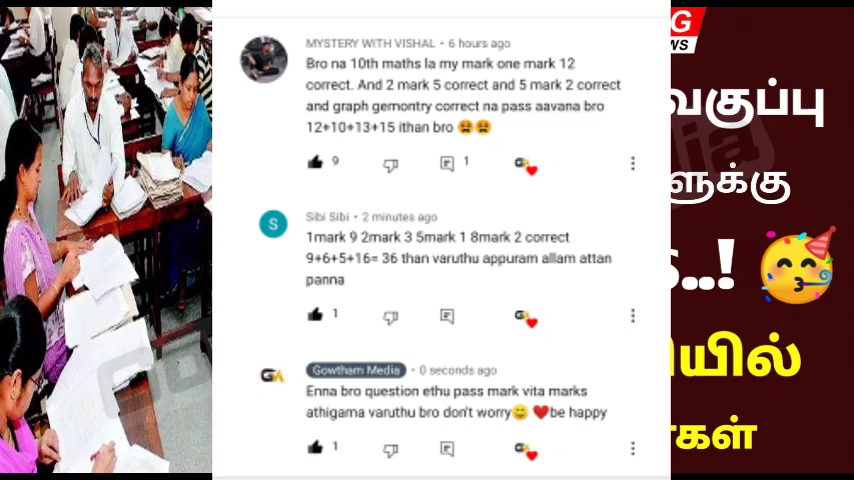 MYSTERY WITH VISHAL • 6 hours ago
Bro na 10th maths la my mark one mark 12
correct. And 2 mark 5 correct and 5 mark 2 correct
and graph gemontry correct na pass aavana bro
12+10+13+15 ithan bro 😫😫
9
1
Sibi Sibi • 2 minutes ago
S
1mark 9 2mark 3 5mark 1 8mark 2 correct
9+6+5+16= 36 than varuthu appuram allam attan
panna
1
Gowtham Media • 0 seconds ago
GM
Enna bro question ethu pass mark vita marks
athigama varuthu bro don't worry😊 ❤️be happy
1
G
WS
வகுப்பு
ளுக்கு
..!
யில்
கள்